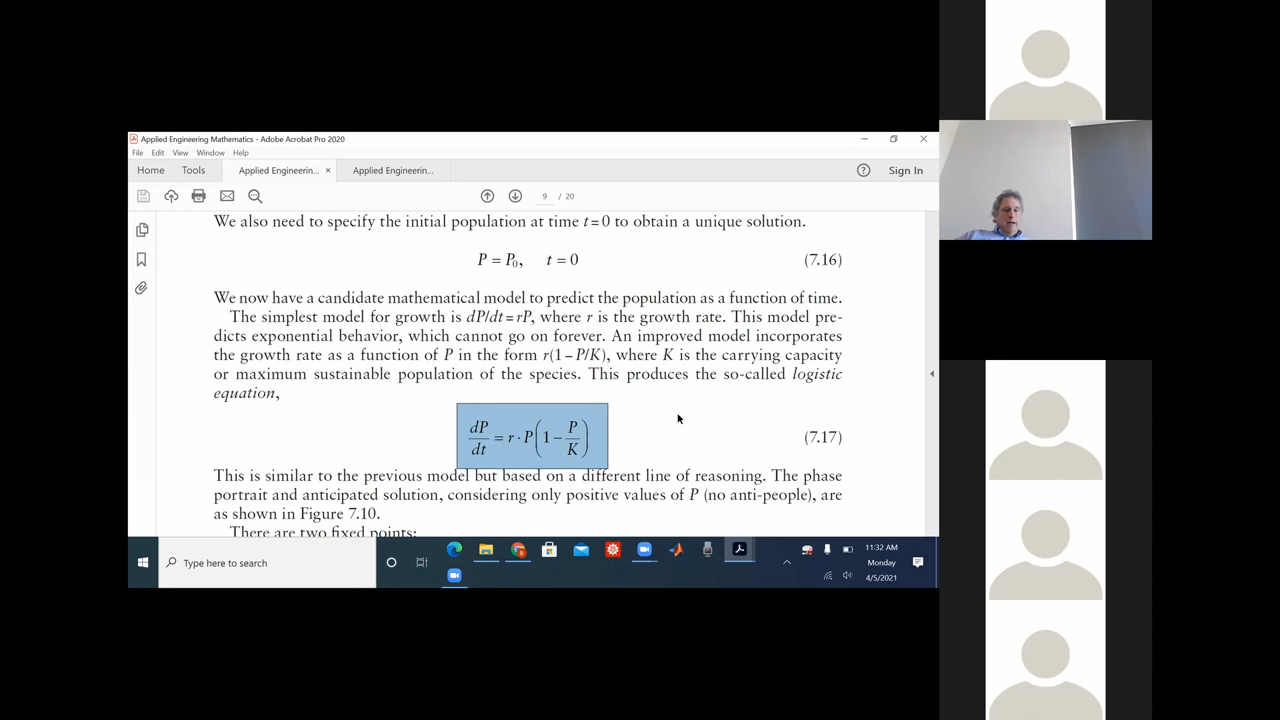 Applied Engineering Mathematics - Adobe Acrobat Pro 2020
File Edit View Window Help
Home Tools Applied Engineerin... × Applied Engineerin... Sign In
9 / 20
We also need to specify the initial population at time t=0 to obtain a unique solution.
P = P₀, t = 0 (7.16)
We now have a candidate mathematical model to predict the population as a function of time.
The simplest model for growth is dP/dt=rP, where r is the growth rate. This model pre-
dicts exponential behavior, which cannot go on forever. An improved model incorporates
the growth rate as a function of P in the form r(1−P/K), where K is the carrying capacity
or maximum sustainable population of the species. This produces the so-called logistic
equation,
dP/dt = r·P(1−P/K) (7.17)
This is similar to the previous model but based on a different line of reasoning. The phase
portrait and anticipated solution, considering only positive values of P (no anti-people), are
as shown in Figure 7.10.
There are two fixed points:
Type here to search
11:32 AM
Monday
4/5/2021